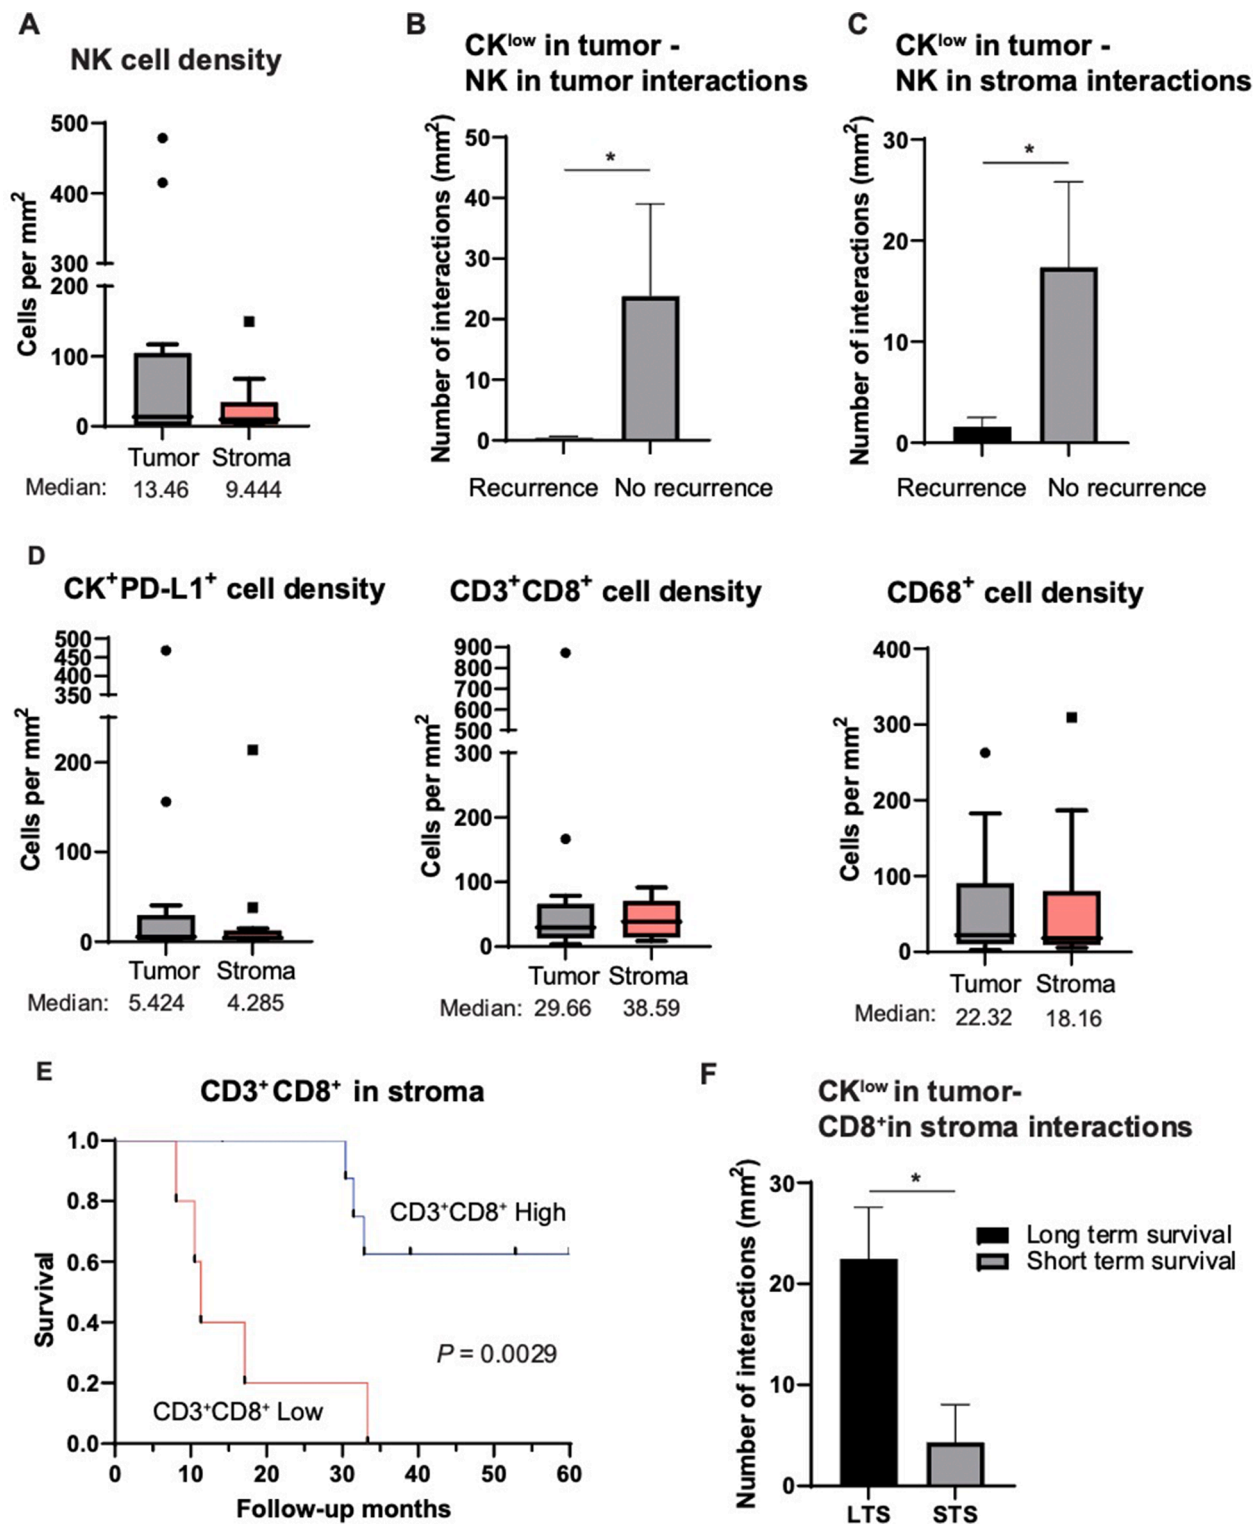 A
NK cell density
Cells per mm²
500
400
300
200
100
0
Tumor Stroma
Median: 13.46 9.444
B
CKˡᵒʷ in tumor -
NK in tumor interactions
Number of interactions (mm²)
50
40
30
20
10
0
*
Recurrence No recurrence
C
CKˡᵒʷ in tumor -
NK in stroma interactions
Number of interactions (mm²)
30
20
10
0
*
Recurrence No recurrence
D
CK⁺PD-L1⁺ cell density
Cells per mm²
500
450
400
350
200
100
0
Tumor Stroma
Median: 5.424 4.285
CD3⁺CD8⁺ cell density
Cells per mm²
900
800
700
600
500
300
200
100
0
Tumor Stroma
Median: 29.66 38.59
CD68⁺ cell density
Cells per mm²
400
300
200
100
0
Tumor Stroma
Median: 22.32 18.16
E
CD3⁺CD8⁺ in stroma
Survival
1.0
0.8
0.6
0.4
0.2
0.0
CD3⁺CD8⁺ High
P = 0.0029
CD3⁺CD8⁺ Low
0 10 20 30 40 50 60
Follow-up months
F
CKˡᵒʷ in tumor-
CD8⁺in stroma interactions
Number of interactions (mm²)
30
20
10
0
*
Long term survival
Short term survival
LTS STS